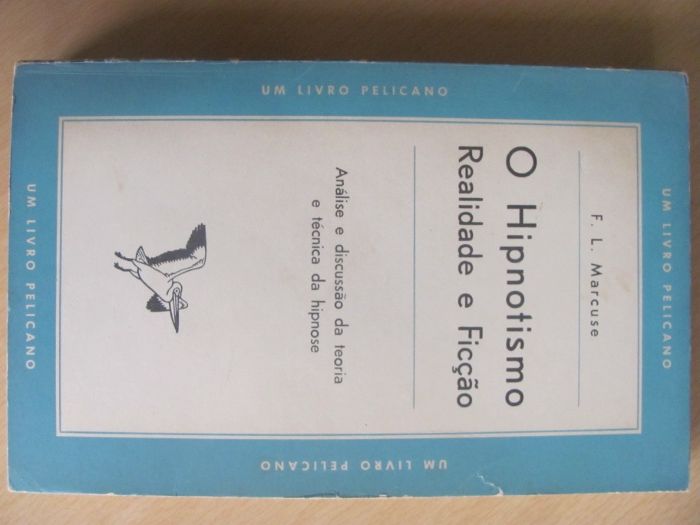 UM LIVRO PELICANO
F. L. Marcuse
O Hipnotismo
Realidade e Ficção
Análise e discussão da teoria
e técnica da hipnose
UM LIVRO PELICANO
UM LIVRO PELICANO
UM LIVRO PELICANO